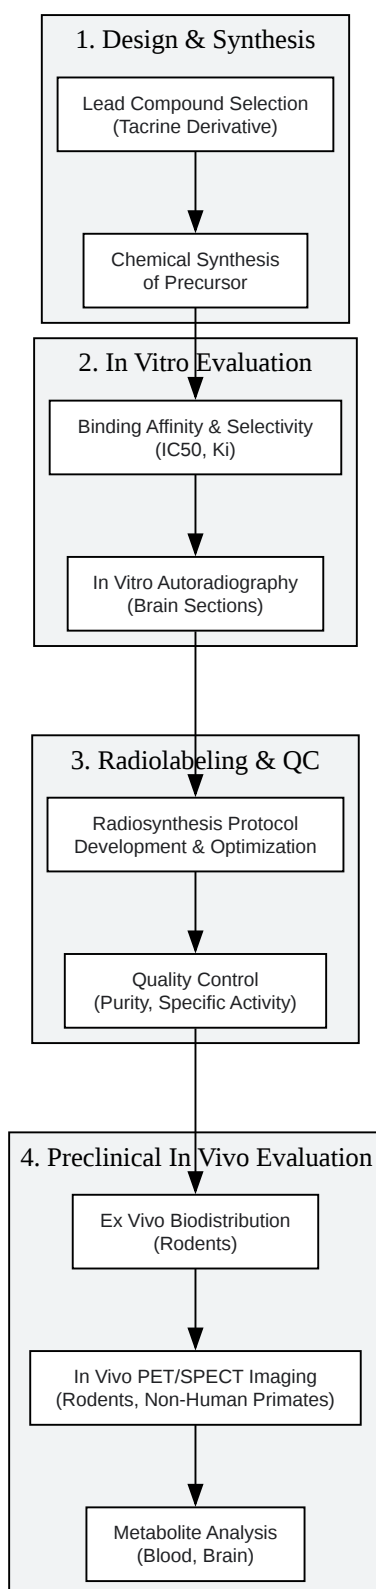 1. Design & Synthesis
Lead Compound Selection
(Tacrine Derivative)
Chemical Synthesis
of Precursor
2. In Vitro Evaluation
Binding Affinity & Selectivity
(IC50, Ki)
In Vitro Autoradiography
(Brain Sections)
3. Radiolabeling & QC
Radiosynthesis Protocol
Development & Optimization
Quality Control
(Purity, Specific Activity)
4. Preclinical In Vivo Evaluation
Ex Vivo Biodistribution
(Rodents)
In Vivo PET/SPECT Imaging
(Rodents, Non-Human Primates)
Metabolite Analysis
(Blood, Brain)